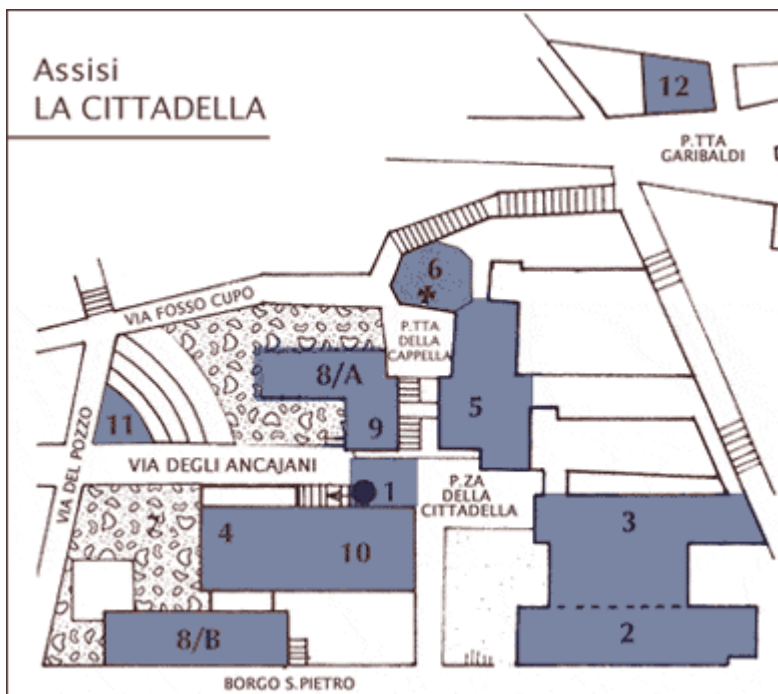 Assisi
LA CITTADELLA
12
P.TTA
GARIBALDI
6
VIA FOSSO CUPO
P.TTA
DELLA
CAPPELLA
8/A
5
11
9
VIA DEGLI ANCAJANI
VIA DEL POZZO
1
P.ZA
DELLA
CITTADELLA
7
4
10
3
8/B
2
BORGO S.PIETRO